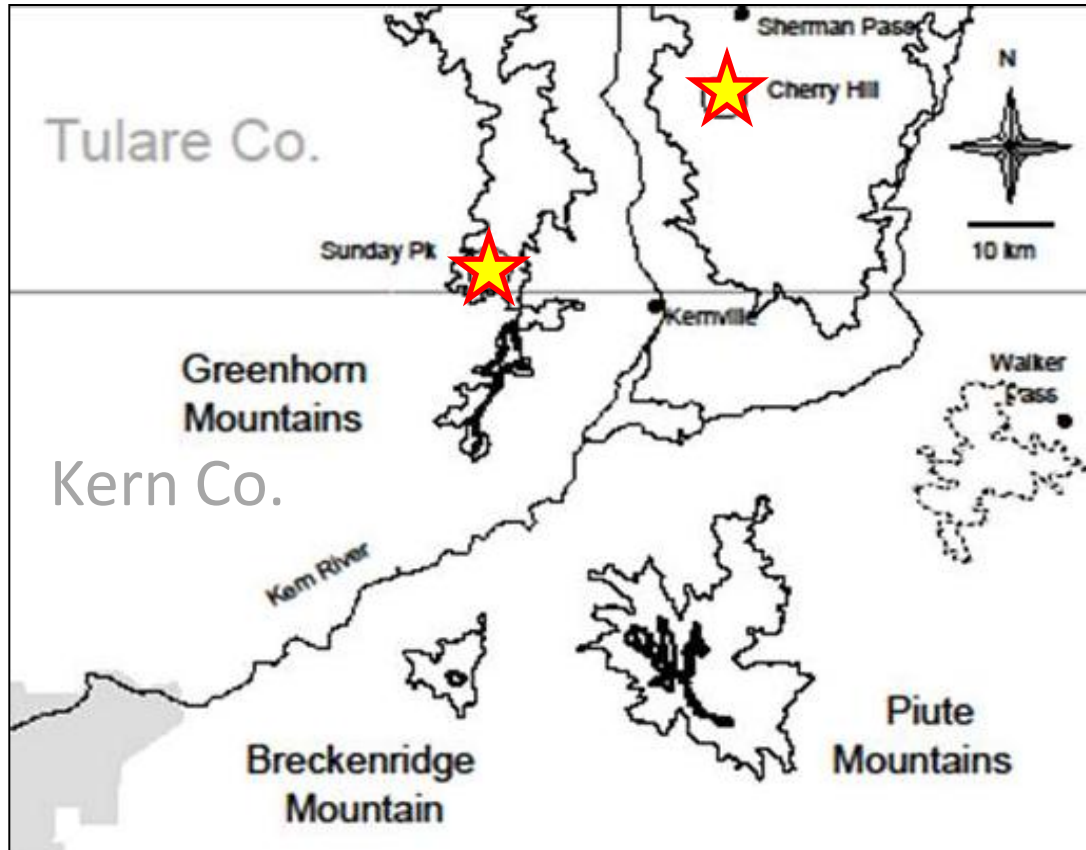 Sherman Pass
N
Cherry Hill
Tulare Co.
10 km
Sunday Pk
Kernville
Greenhorn
Mountains
Walker
Pass
Kern Co.
Kern River
Piute
Mountains
Breckenridge
Mountain